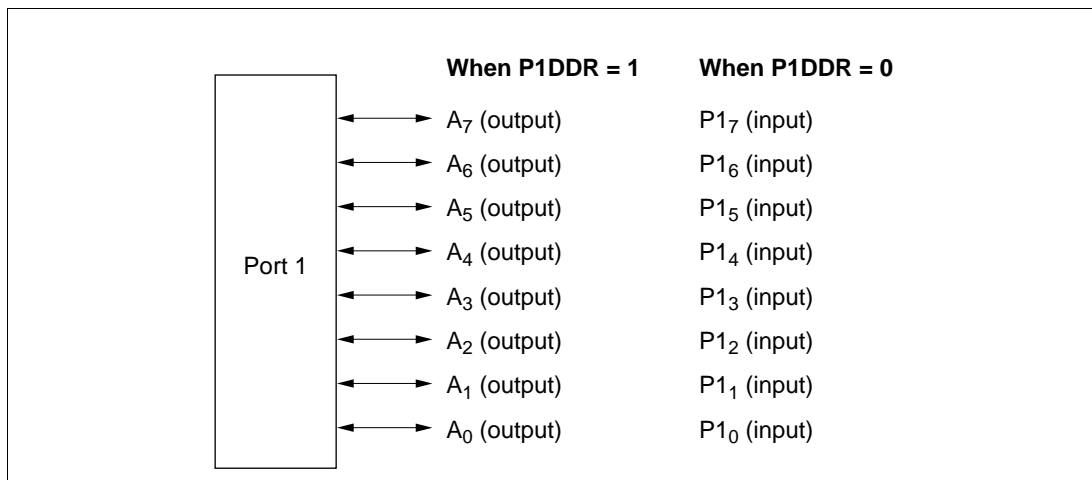 When P1DDR = 1 When P1DDR = 0
A7 (output) P17 (input)
A6 (output) P16 (input)
A5 (output) P15 (input)
Port 1 A4 (output) P14 (input)
A3 (output) P13 (input)
A2 (output) P12 (input)
A1 (output) P11 (input)
A0 (output) P10 (input)